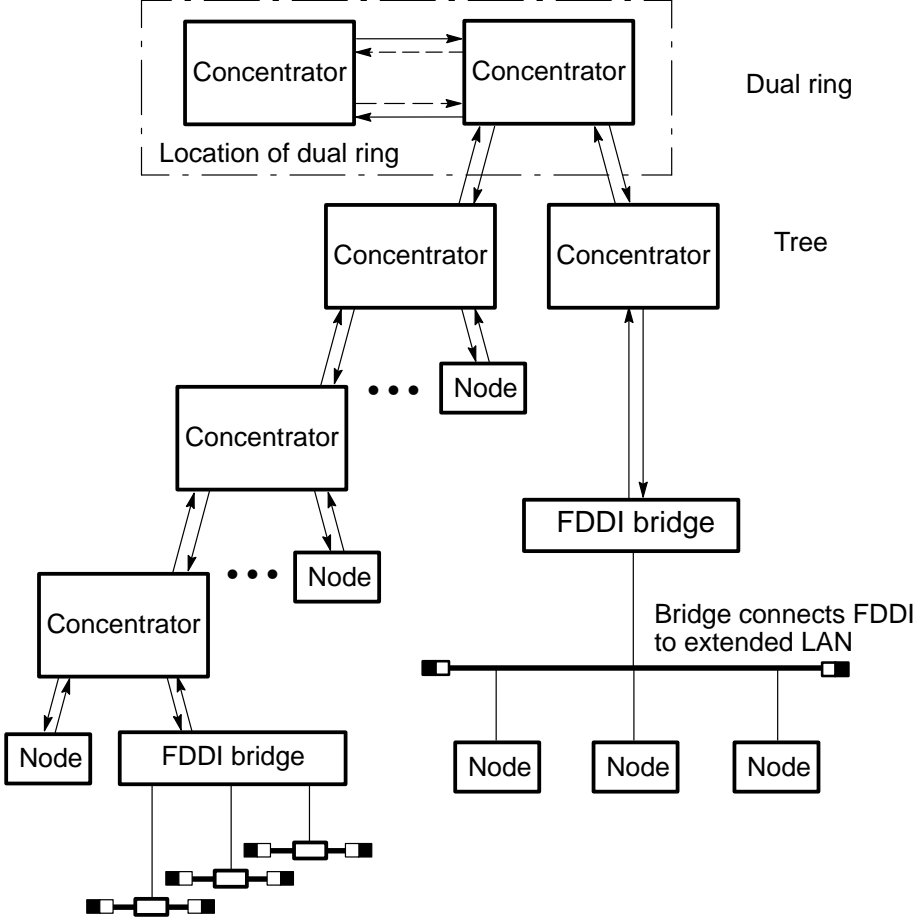 Concentrator
Concentrator
Dual ring
Location of dual ring
Concentrator
Concentrator
Tree
Node
Concentrator
FDDI bridge
Node
Concentrator
Bridge connects FDDI
to extended LAN
Node
FDDI bridge
Node
Node
Node